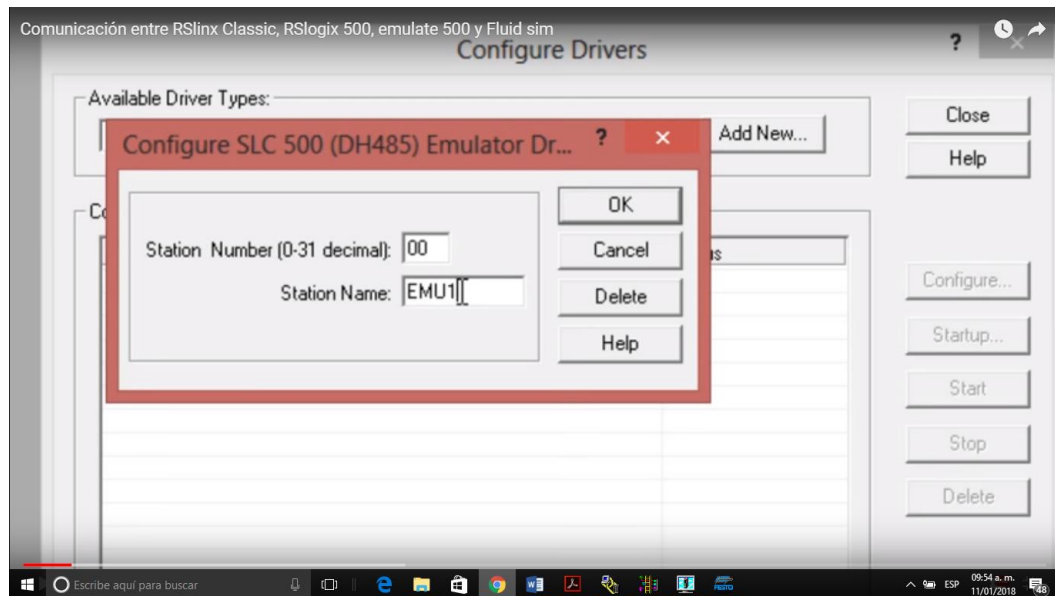 Comunicación entre RSlinx Classic, RSlogix 500, emulate 500 y Fluid sim
Configure Drivers
?
Available Driver Types:
Close
Configure SLC 500 (DH485) Emulator Dr...
?
Add New...
Help
OK
Station Number (0-31 decimal): 00
Cancel
Station Name: EMU1
Configure...
Delete
Startup...
Help
Start
Stop
Delete
Escribe aquí para buscar
FESTO
ESP
09:54 a. m.
11/01/2018
48